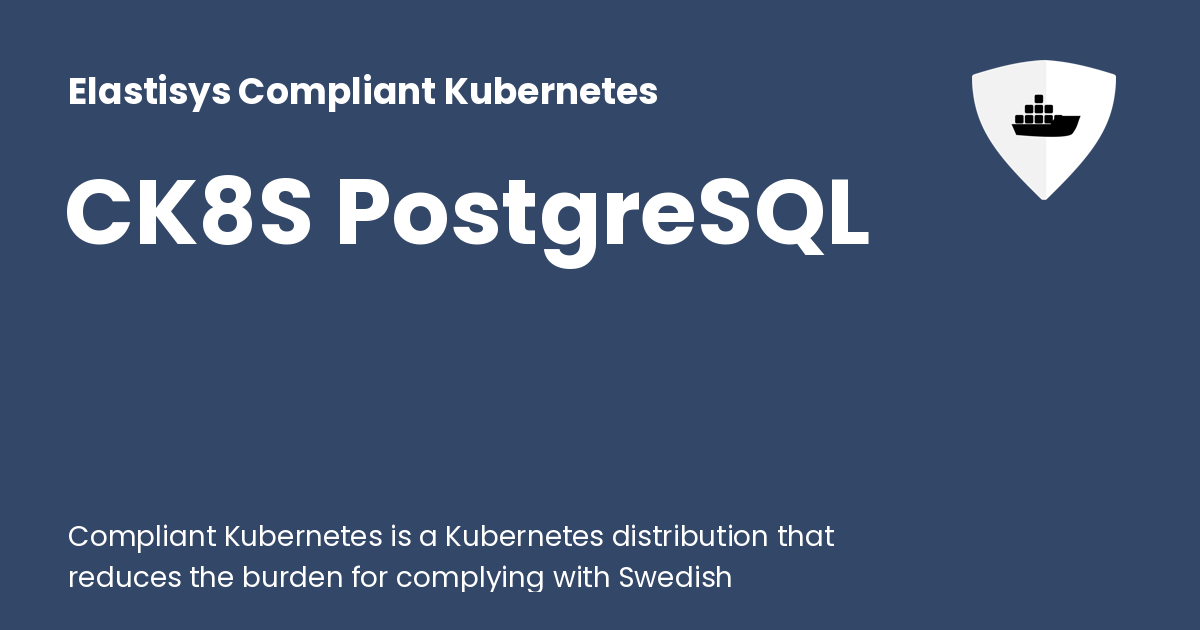 Elastisys Compliant Kubernetes
CK8S PostgreSQL
Compliant Kubernetes is a Kubernetes distribution that
reduces the burden for complying with Swedish